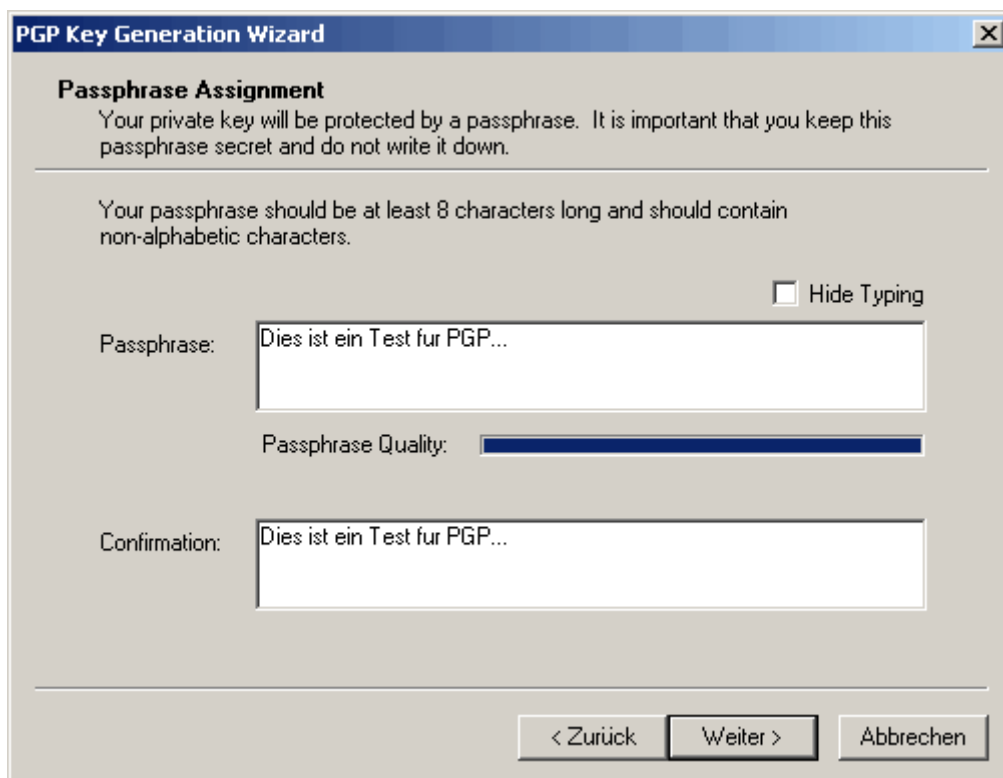 PGP Key Generation Wizard
Passphrase Assignment
Your private key will be protected by a passphrase. It is important that you keep this
passphrase secret and do not write it down.
Your passphrase should be at least 8 characters long and should contain
non-alphabetic characters.
Hide Typing
Passphrase: Dies ist ein Test fur PGP...
Passphrase Quality:
Confirmation: Dies ist ein Test fur PGP...
< Zurück Weiter > Abbrechen